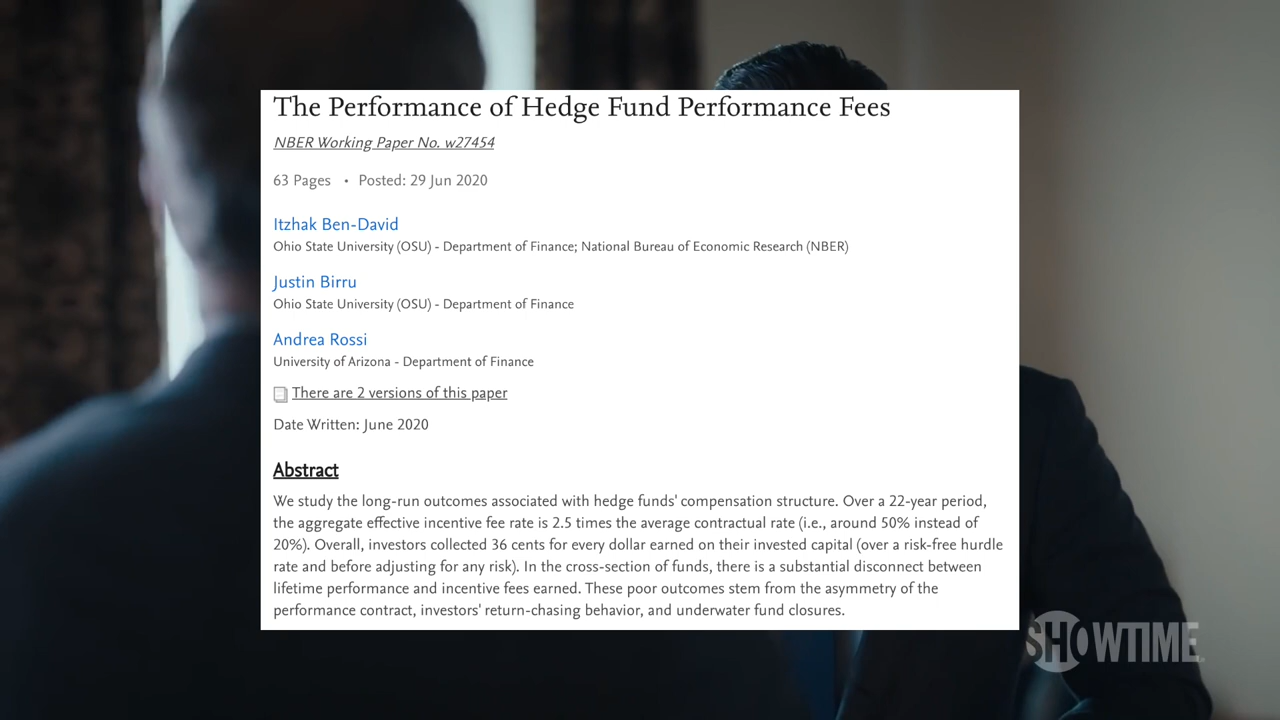 The Performance of Hedge Fund Performance Fees
NBER Working Paper No. w27454
63 Pages • Posted: 29 Jun 2020
Itzhak Ben-David
Ohio State University (OSU) - Department of Finance; National Bureau of Economic Research (NBER)
Justin Birru
Ohio State University (OSU) - Department of Finance
Andrea Rossi
University of Arizona - Department of Finance
There are 2 versions of this paper
Date Written: June 2020
Abstract
We study the long-run outcomes associated with hedge funds' compensation structure. Over a 22-year period,
the aggregate effective incentive fee rate is 2.5 times the average contractual rate (i.e., around 50% instead of
20%). Overall, investors collected 36 cents for every dollar earned on their invested capital (over a risk-free hurdle
rate and before adjusting for any risk). In the cross-section of funds, there is a substantial disconnect between
lifetime performance and incentive fees earned. These poor outcomes stem from the asymmetry of the
performance contract, investors' return-chasing behavior, and underwater fund closures.
SHOWTIME